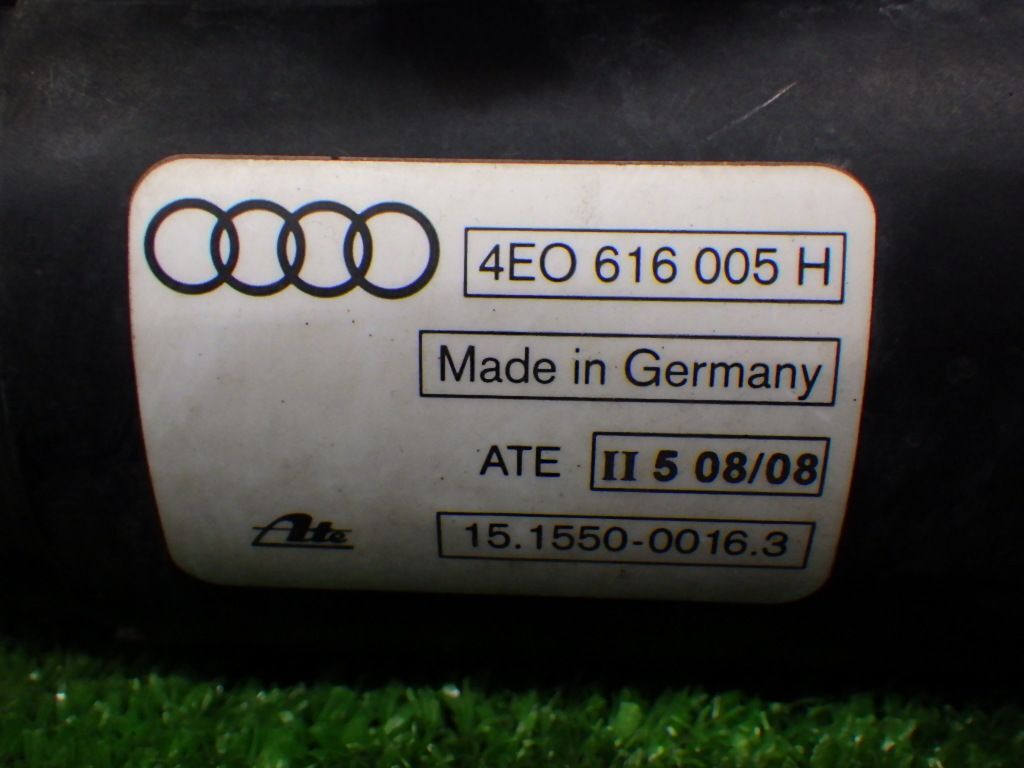 4EO 616 005 H
Made in Germany
ATE II 5 08/08
Ate 15.1550-0016.3